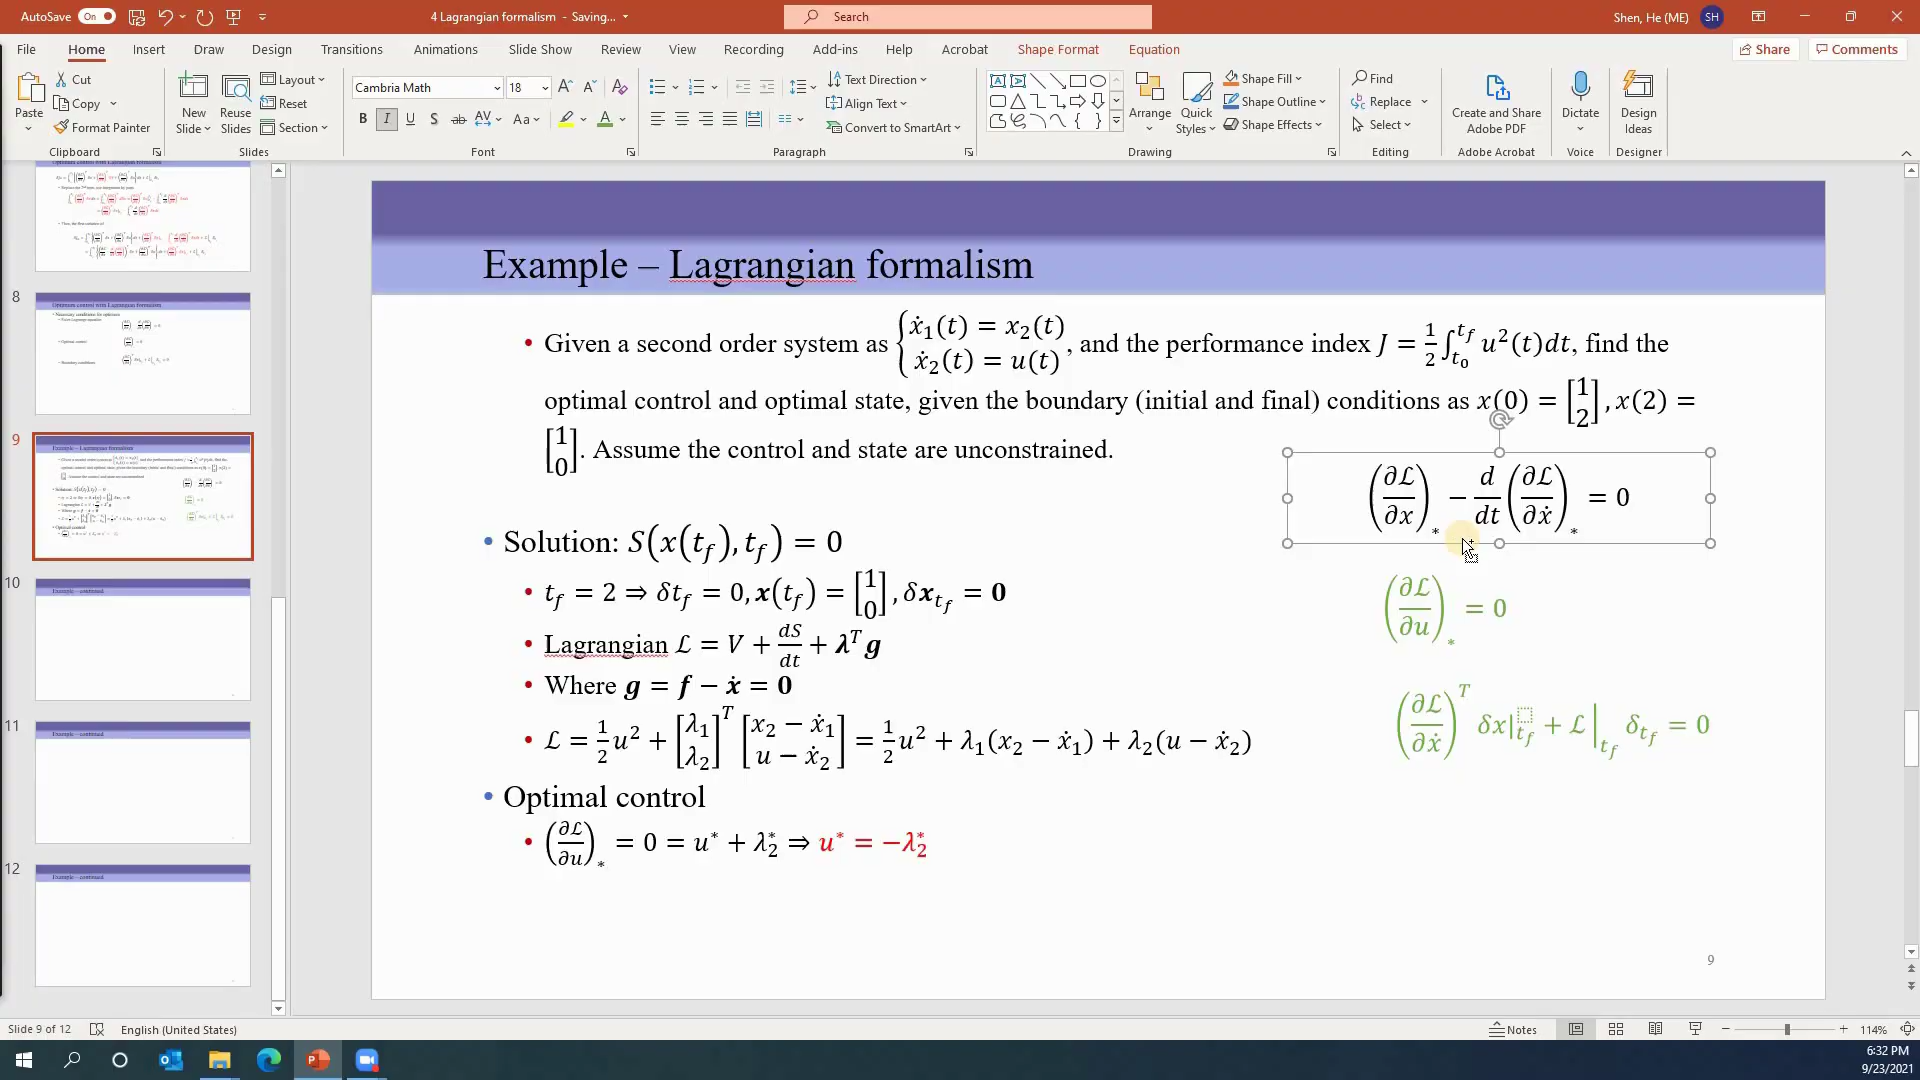 AutoSave On 4 Lagrangian formalism - Saving... Search Shen, He (ME) SH
File Home Insert Draw Design Transitions Animations Slide Show Review View Recording Add-ins Help Acrobat Shape Format Equation Share Comments
Paste Cut Copy Format Painter New Slide Reuse Slides Layout Reset Section Cambria Math 18 Text Direction Align Text Convert to SmartArt Arrange Quick Styles Shape Fill Shape Outline Shape Effects Find Replace Select Create and Share Adobe PDF Dictate Design Ideas
Clipboard Slides Font Paragraph Drawing Editing Adobe Acrobat Voice Designer
8
9
10
11
12
Example – Lagrangian formalism
• Given a second order system as { ẋ₁(t) = x₂(t) ẋ₂(t) = u(t) , and the performance index J = 1/2 ∫_{t₀}^{t_f} u²(t)dt, find the
optimal control and optimal state, given the boundary (initial and final) conditions as x(0) = [1 2], x(2) =
[1 0]. Assume the control and state are unconstrained.
(∂ℒ/∂x)_* − d/dt (∂ℒ/∂ẋ)_* = 0
• Solution: S(x(t_f), t_f) = 0
• t_f = 2 ⇒ δt_f = 0, x(t_f) = [1 0], δx_{t_f} = 0
(∂ℒ/∂u)_* = 0
• Lagrangian ℒ = V + dS/dt + λᵀg
• Where g = f − ẋ = 0
(∂ℒ/∂ẋ)ᵀ δx|_{t_f} + ℒ|_{t_f} δ_{t_f} = 0
• ℒ = 1/2 u² + [λ₁ λ₂]ᵀ [x₂ − ẋ₁ u − ẋ₂] = 1/2 u² + λ₁(x₂ − ẋ₁) + λ₂(u − ẋ₂)
• Optimal control
• (∂ℒ/∂u)_* = 0 = u* + λ₂* ⇒ u* = −λ₂*
9
Slide 9 of 12 English (United States) Notes 114%
6:32 PM
9/23/2021